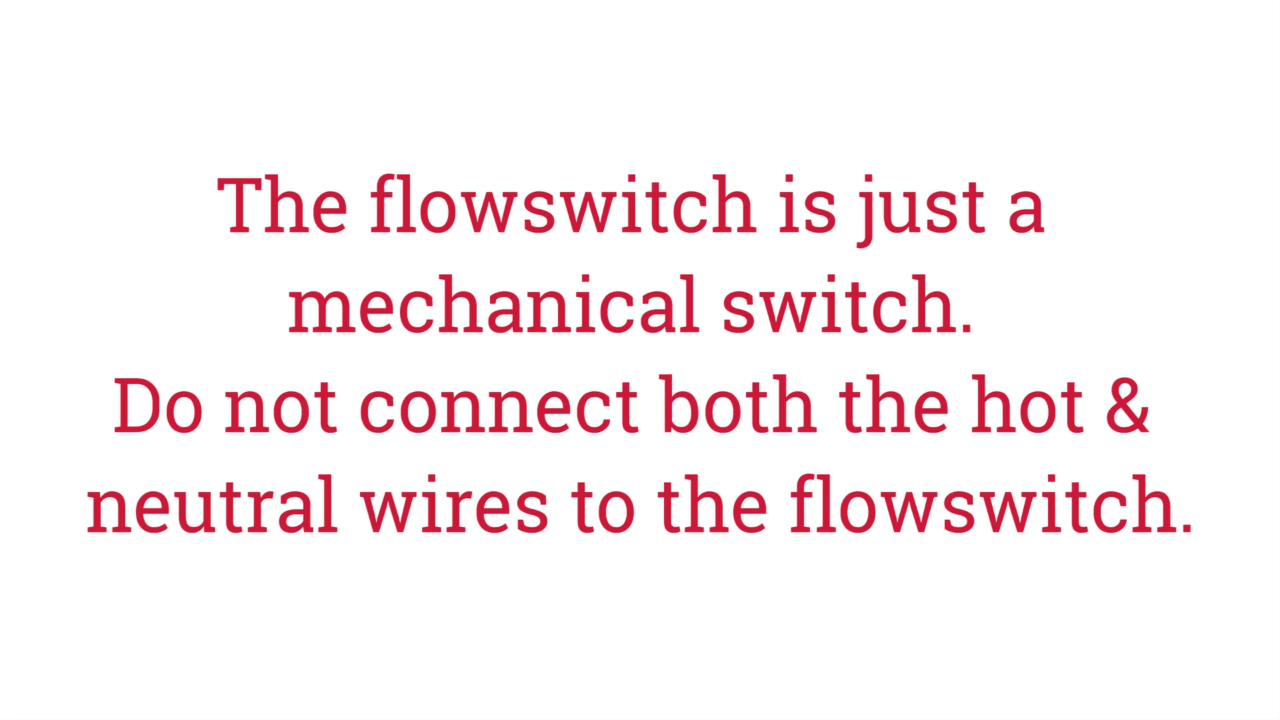 The flowswitch is just a
mechanical switch.
Do not connect both the hot &
neutral wires to the flowswitch.